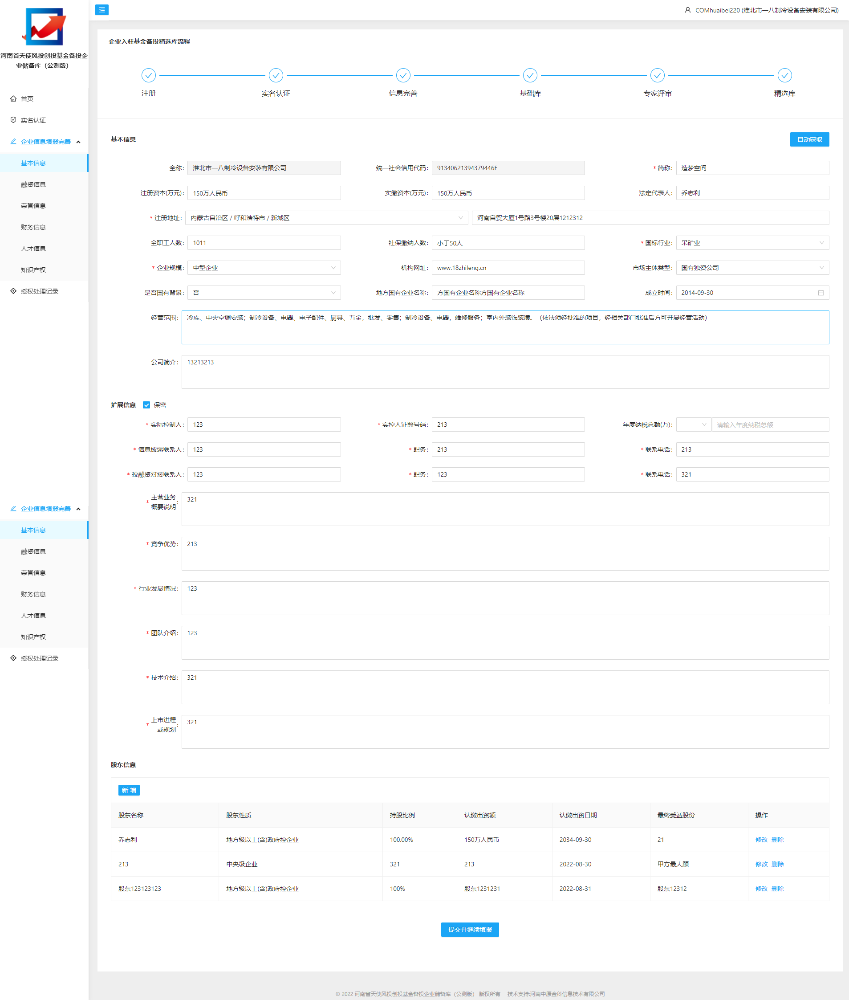 河南省天使风投创投基金备投企
业储备库（公测版）
首页
实名认证
企业信息填报完善
基本信息
融资信息
荣誉信息
财务信息
人才信息
知识产权
授权处理记录
企业信息填报完善
基本信息
融资信息
荣誉信息
财务信息
人才信息
知识产权
授权处理记录
COMhuaibei220 (淮北市一八制冷设备安装有限公司)
企业入驻基金备投精选库流程
注册 实名认证 信息完善 基础库 专家评审 精选库
基本信息 自动获取
全称: 淮北市一八制冷设备安装有限公司 统一社会信用代码: 91340621394379446E * 简称: 造梦空间
注册资本(万元): 150万人民币 实缴资本(万元): 150万人民币 法定代表人: 乔志利
* 注册地址: 内蒙古自治区 / 呼和浩特市 / 新城区 河南自贸大厦1号路3号楼20层1212312
全职工人数: 1011 社保缴纳人数: 小于50人 * 国标行业: 采矿业
* 企业规模: 中型企业 机构网址: www.18zhileng.cn 市场主体类型: 国有独资公司
是否国有背景: 否 地方国有企业名称: 方国有企业名称方国有企业名称 成立时间: 2014-09-30
经营范围: 冷库、中央空调安装；制冷设备、电器、电子配件、厨具、五金，批发、零售；制冷设备、电器，维修服务；室内外装饰装潢。（依法须经批准的项目，经相关部门批准后方可开展经营活动）
公司简介: 13213213
扩展信息 保密
* 实际控制人: 123 * 实控人证照号码: 213 年度纳税总额(万): 请输入年度纳税总额
* 信息披露联系人: 123 * 职务: 213 * 联系电话: 213
* 投融资对接联系人: 123 * 职务: 123 * 联系电话: 321
* 主营业务
概要说明: 321
* 竞争优势: 213
* 行业发展情况: 123
* 团队介绍: 123
* 技术介绍: 321
* 上市进程
或规划: 321
股东信息
新 增
股东名称 股东性质 持股比例 认缴出资额 认缴出资日期 最终受益股份 操作
乔志利 地方级以上(含)政府控企业 100.00% 150万人民币 2034-09-30 21 修改 删除
213 中央级企业 321 213 2022-08-30 甲方最大顾 修改 删除
股东123123123 地方级以上(含)政府控企业 100% 股东1231231 2022-08-31 股东12312 修改 删除
提交并继续填报
© 2022 河南省天使风投创投基金备投企业储备库（公测版） 版权所有 技术支持:河南中原金科信息技术有限公司